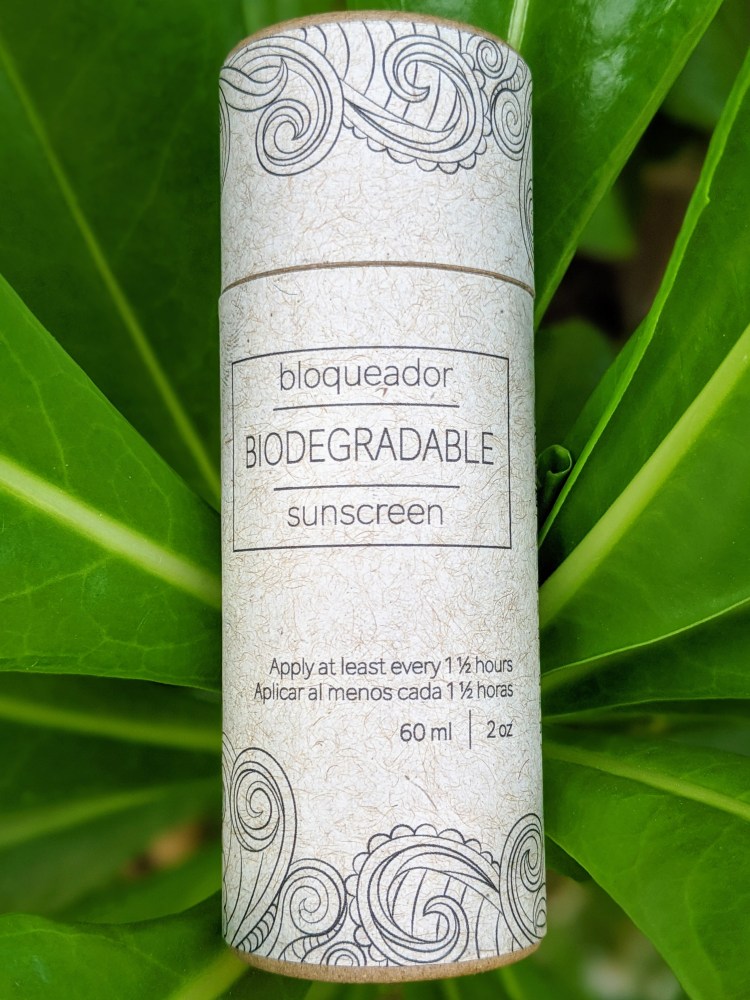 bloqueador
BIODEGRADABLE
sunscreen
Apply at least every 1 ½ hours
Aplicar al menos cada 1 ½ horas
60 ml | 2 oz